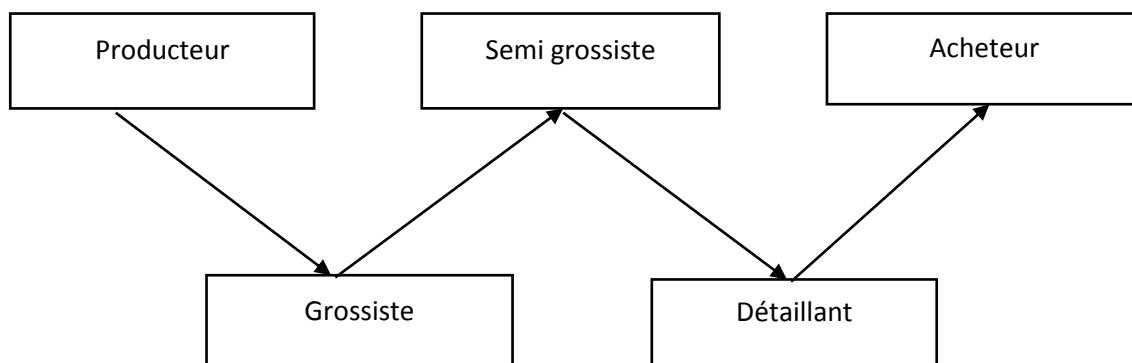 Producteur
Semi grossiste
Acheteur
Grossiste
Détaillant